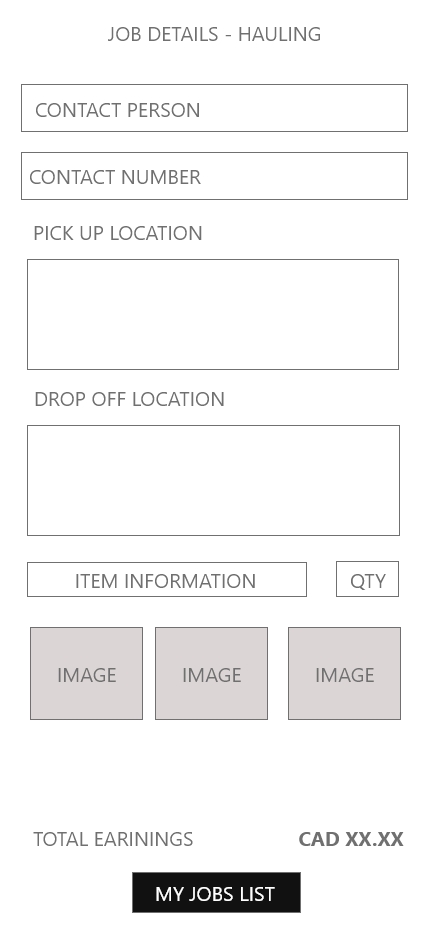 JOB DETAILS - HAULING
CONTACT PERSON
CONTACT NUMBER
PICK UP LOCATION
DROP OFF LOCATION
ITEM INFORMATION QTY
IMAGE IMAGE IMAGE
TOTAL EARININGS CAD XX.XX
MY JOBS LIST